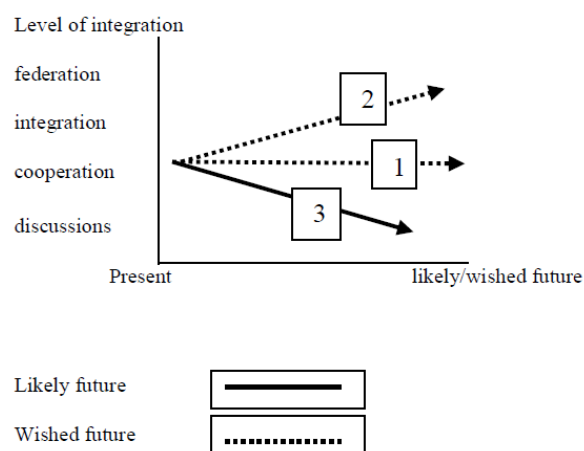 Level of integration
federation
2
integration
1
cooperation
3
discussions
Present likely/wished future
Likely future
Wished future